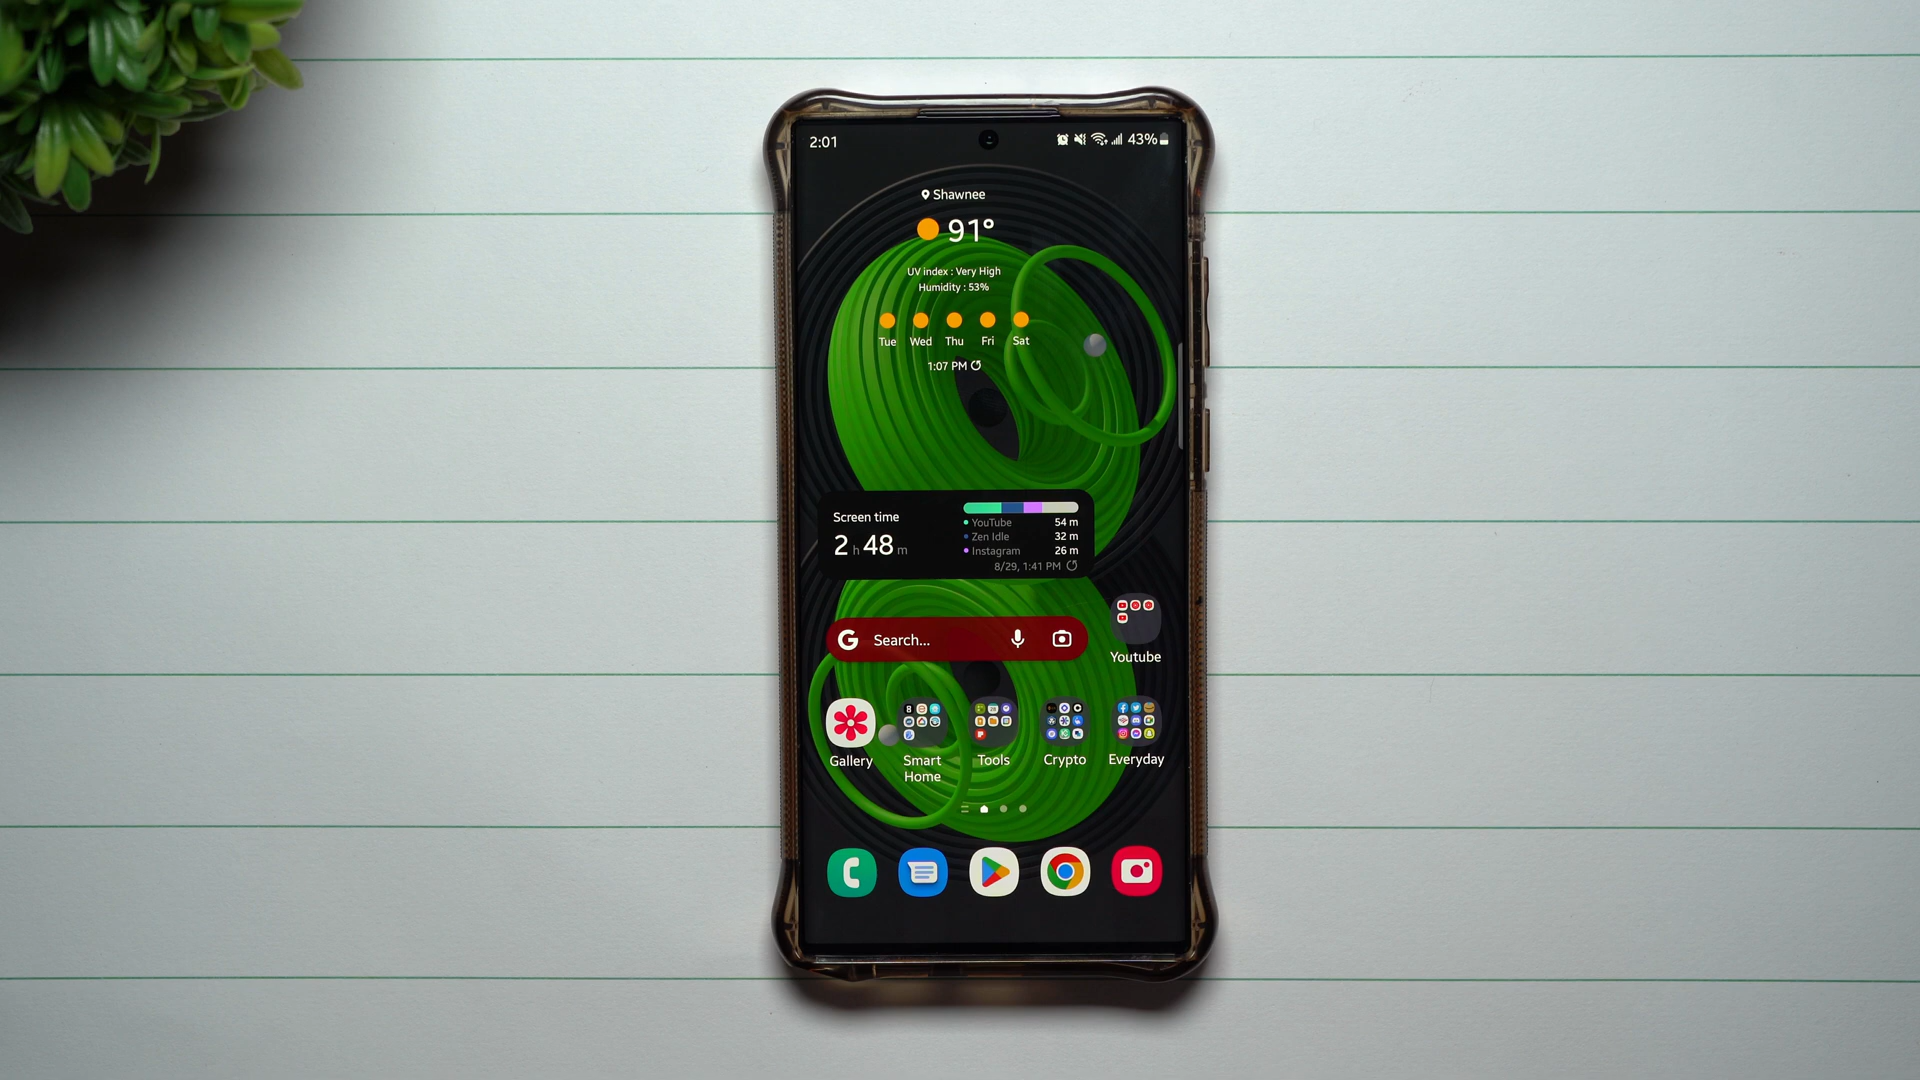 2:01
43%
Shawnee
91°
UV index : Very High
Humidity : 53%
Tue Wed Thu Fri Sat
1:07 PM
Screen time
2 h 48 m
YouTube 54 m
Zen Idle 32 m
Instagram 26 m
8/29, 1:41 PM
G Search...
Youtube
Gallery
Smart Home
Tools
Crypto
Everyday